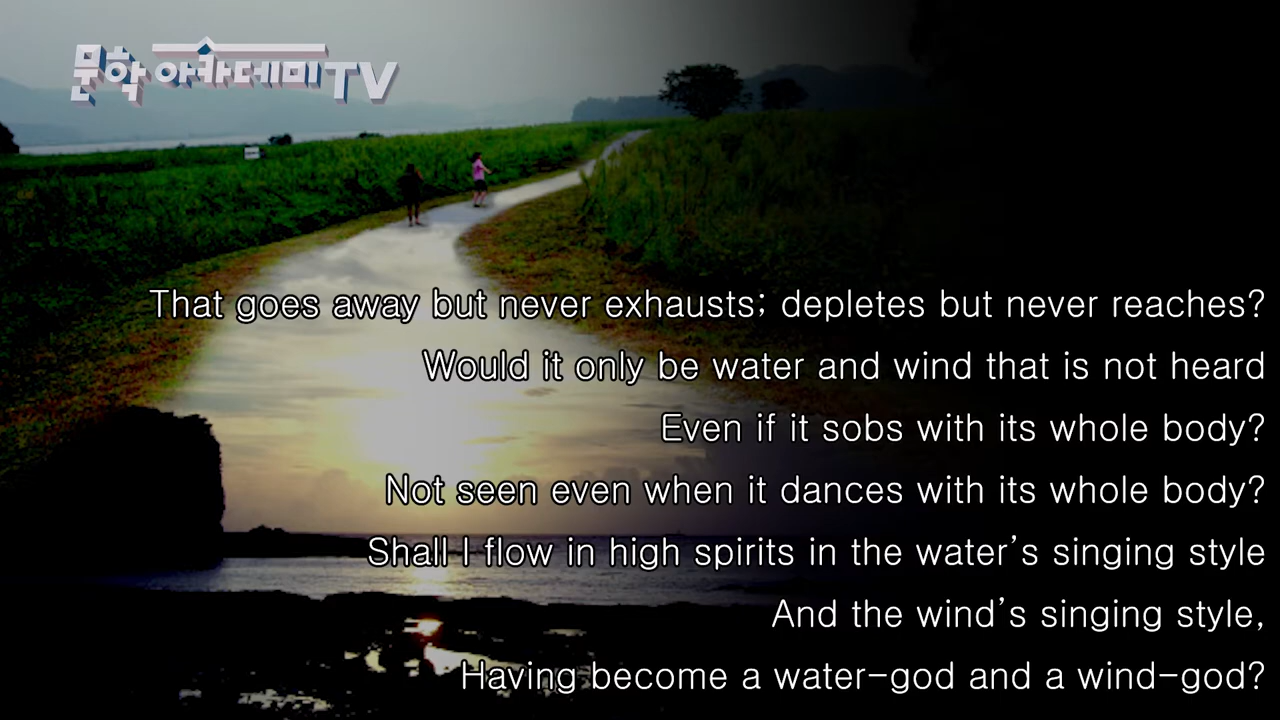 문학 아카데미 TV
That goes away but never exhausts; depletes but never reaches?
Would it only be water and wind that is not heard
Even if it sobs with its whole body?
Not seen even when it dances with its whole body?
Shall I flow in high spirits in the water’s singing style
And the wind’s singing style,
Having become a water-god and a wind-god?